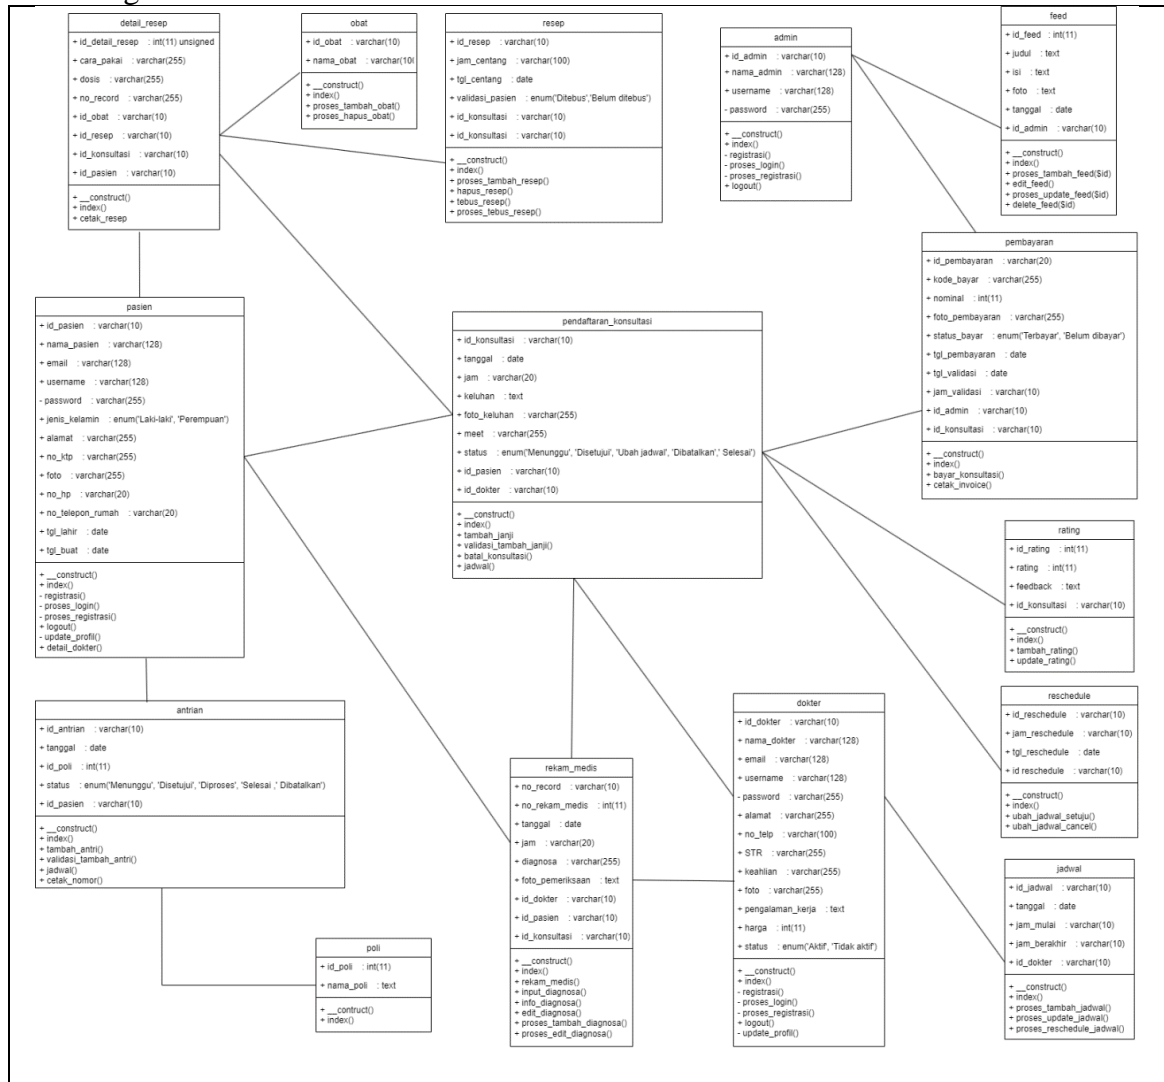 detail_resep
+ id_detail_resep : int(11) unsigned
+ cara_pakai : varchar(255)
+ dosis : varchar(255)
+ no_record : varchar(255)
+ id_obat : varchar(10)
+ id_resep : varchar(10)
+ id_konsultasi : varchar(10)
+ id_pasien : varchar(10)
+ __construct()
+ index()
+ cetak_resep
obat
+ id_obat : varchar(10)
+ nama_obat : varchar(10
+ __construct()
+ index()
+ proses_tambah_obat()
+ proses_hapus_obat()
resep
+ id_resep : varchar(10)
+ jam_centang : varchar(100)
+ tgl_centang : date
+ validasi_pasien : enum('Ditebus','Belum ditebus')
+ id_konsultasi : varchar(10)
+ id_konsultasi : varchar(10)
+ __construct()
+ index()
+ proses_tambah_resep()
+ hapus_resep()
+ tebus_resep()
+ proses_tebus_resep()
admin
+ id_admin : varchar(10)
+ nama_admin : varchar(128)
+ username : varchar(128)
- password : varchar(255)
+ __construct()
+ index()
- registrasi()
- proses_login()
- proses_registrasi()
+ logout()
feed
+ id_feed : int(11)
+ judul : text
+ isi : text
+ foto : text
+ tanggal : date
+ id_admin : varchar(10)
+ __construct()
+ index()
+ proses_tambah_feed($id)
+ edit_feed()
+ proses_update_feed($id)
+ delete_feed($id)
pembayaran
+ id_pembayaran : varchar(20)
+ kode_bayar : varchar(255)
+ nominal : int(11)
+ foto_pembayaran : varchar(255)
+ status_bayar : enum('Terbayar', 'Belum dibayar')
+ tgl_pembayaran : date
+ tgl_validasi : date
+ jam_validasi : varchar(10)
+ id_admin : varchar(10)
+ id_konsultasi : varchar(10)
+ __construct()
+ index()
+ bayar_konsultasi()
+ cetak_invoice()
pasien
+ id_pasien : varchar(10)
+ nama_pasien : varchar(128)
+ email : varchar(128)
+ username : varchar(128)
- password : varchar(255)
+ jenis_kelamin : enum('Laki-laki', 'Perempuan')
+ alamat : varchar(255)
+ no_ktp : varchar(255)
+ foto : varchar(255)
+ no_hp : varchar(20)
+ no_telepon_rumah : varchar(20)
+ tgl_lahir : date
+ tgl_buat : date
+ __construct()
+ index()
- registrasi()
- proses_login()
- proses_registrasi()
+ logout()
- update_profil()
+ detail_dokter()
pendaftaran_konsultasi
+ id_konsultasi : varchar(10)
+ tanggal : date
+ jam : varchar(20)
+ keluhan : text
+ foto_keluhan : varchar(255)
+ meet : varchar(255)
+ status : enum('Menunggu', 'Disetujui', 'Ubah jadwal', 'Dibatalkan',' Selesai')
+ id_pasien : varchar(10)
+ id_dokter : varchar(10)
+ __construct()
+ index()
+ tambah_janji
+ validasi_tambah_janji()
+ batal_konsultasi()
+ jadwal()
rating
+ id_rating : int(11)
+ rating : int(11)
+ feedback : text
+ id_konsultasi : varchar(10)
+ __construct()
+ index()
+ tambah_rating()
+ update_rating()
reschedule
+ id_reschedule : varchar(10)
+ jam_reschedule : varchar(10)
+ tgl_reschedule : date
+ id reschedule : varchar(10)
+ __construct()
+ index()
+ ubah_jadwal_setuju()
+ ubah_jadwal_cancel()
antrian
+ id_antrian : varchar(10)
+ tanggal : date
+ id_poli : int(11)
+ status : enum('Menunggu', 'Disetujui', 'Diproses', 'Selesai ,' Dibatalkan')
+ id_pasien : varchar(10)
+ __construct()
+ index()
+ tambah_antri()
+ validasi_tambah_antri()
+ jadwal()
+ cetak_nomor()
rekam_medis
+ no_record : varchar(10)
+ no_rekam_medis : int(11)
+ tanggal : date
+ jam : varchar(20)
+ diagnosa : varchar(255)
+ foto_pemeriksaan : text
+ id_dokter : varchar(10)
+ id_pasien : varchar(10)
+ id_konsultasi : varchar(10)
+ __construct()
+ index()
+ rekam_medis()
+ input_diagnosa()
+ info_diagnosa()
+ edit_diagnosa()
+ proses_tambah_diagnosa()
+ proses_edit_diagnosa()
dokter
+ id_dokter : varchar(10)
+ nama_dokter : varchar(128)
+ email : varchar(128)
+ username : varchar(128)
- password : varchar(255)
+ alamat : varchar(255)
+ no_telp : varchar(100)
+ STR : varchar(255)
+ keahlian : varchar(255)
+ foto : varchar(255)
+ pengalaman_kerja : text
+ harga : int(11)
+ status : enum('Aktif', 'Tidak aktif')
+ __construct()
+ index()
- registrasi()
- proses_login()
- proses_registrasi()
+ logout()
- update_profil()
jadwal
+ id_jadwal : varchar(10)
+ tanggal : date
+ jam_mulai : varchar(10)
+ jam_berakhir : varchar(10)
+ id_dokter : varchar(10)
+ __construct()
+ index()
+ proses_tambah_jadwal()
+ proses_update_jadwal()
+ proses_reschedule_jadwal()
poli
+ id_poli : int(11)
+ nama_poli : text
+ __contruct()
+ index()